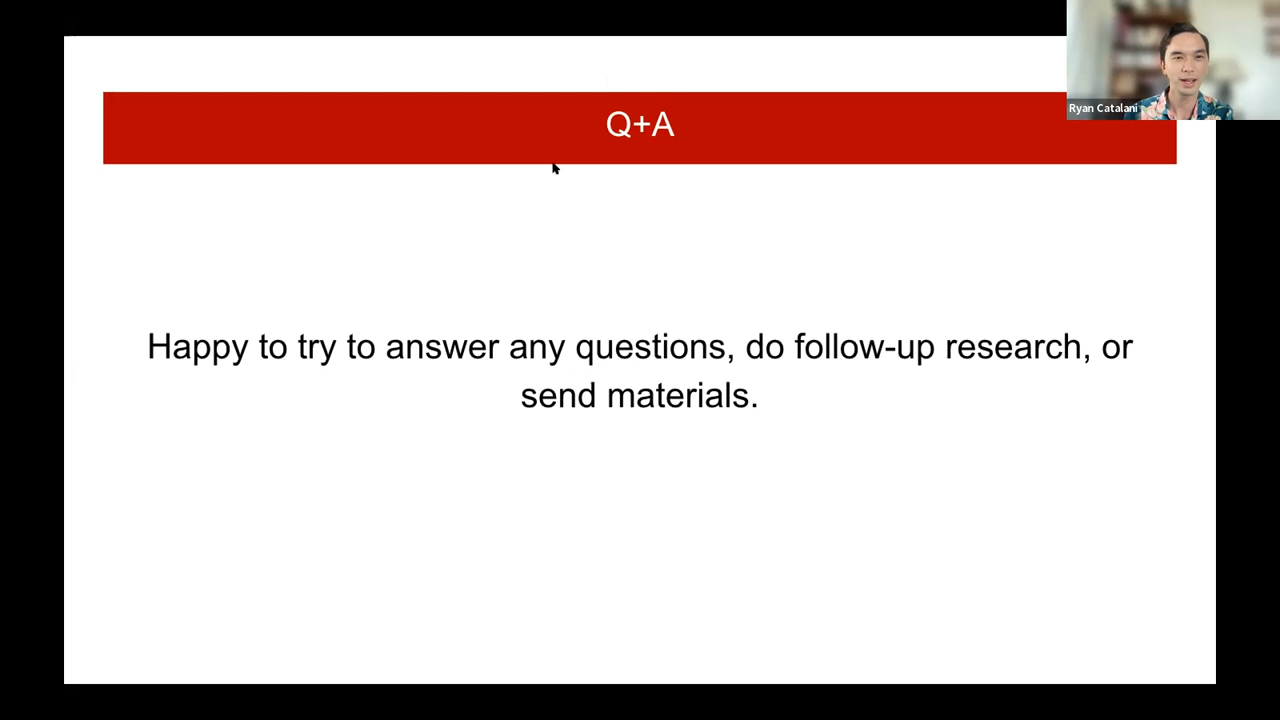 Q+A
Ryan Catalani
Happy to try to answer any questions, do follow-up research, or
send materials.